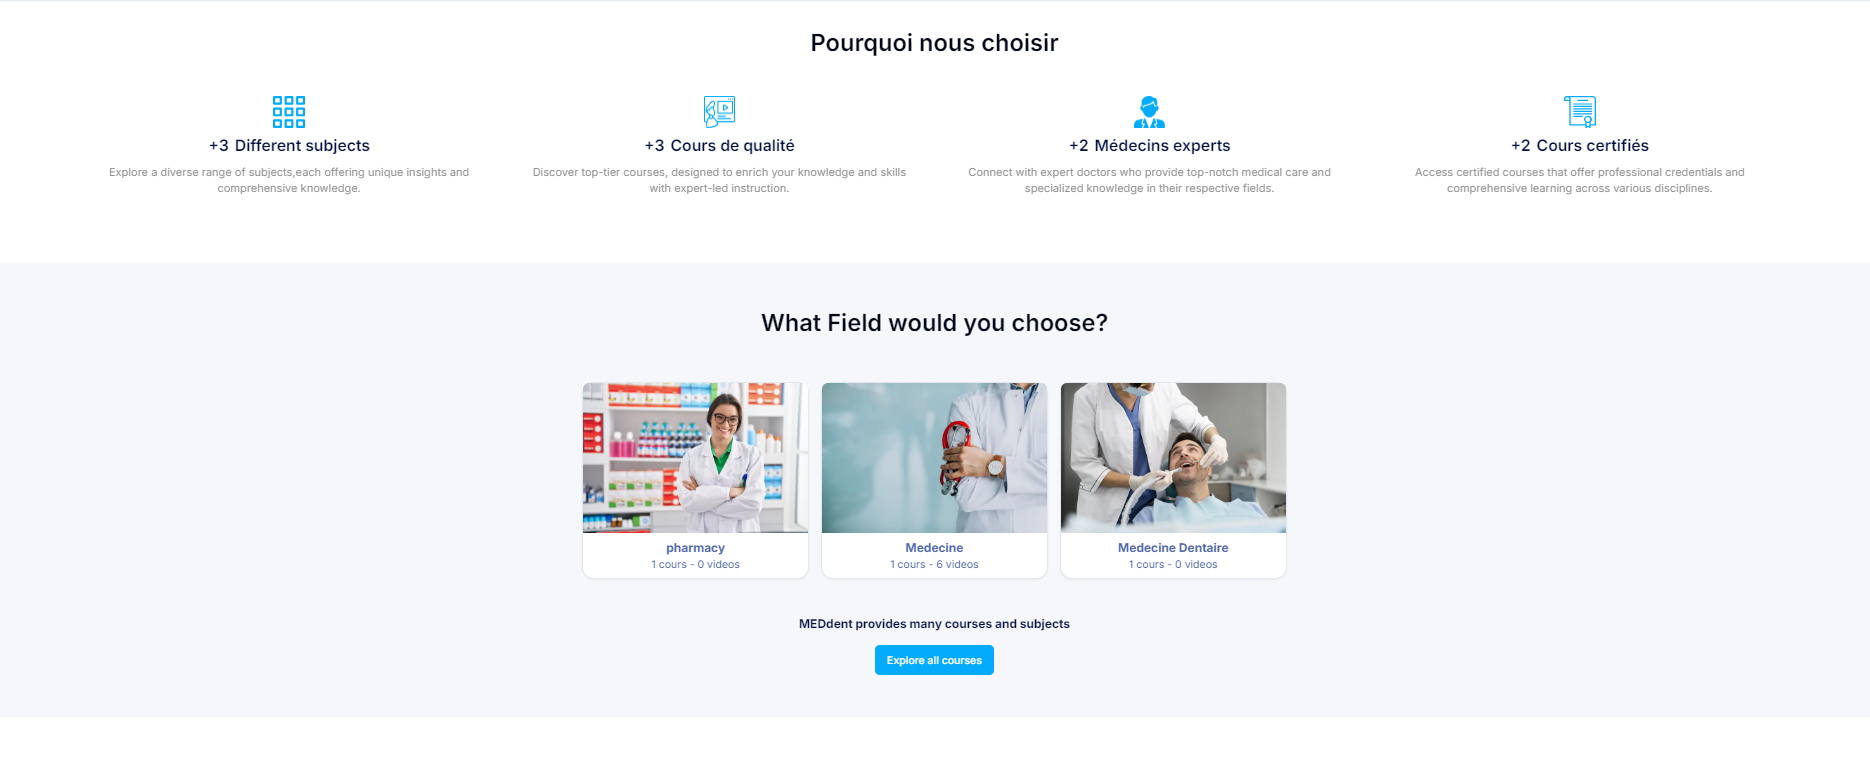 Pourquoi nous choisir
+3 Different subjects
Explore a diverse range of subjects,each offering unique insights and
comprehensive knowledge.
+3 Cours de qualité
Discover top-tier courses, designed to enrich your knowledge and skills
with expert-led instruction.
+2 Médecins experts
Connect with expert doctors who provide top-notch medical care and
specialized knowledge in their respective fields.
+2 Cours certifiés
Access certified courses that offer professional credentials and
comprehensive learning across various disciplines.
What Field would you choose?
pharmacy
1 cours - 0 videos
Medecine
1 cours - 6 videos
Medecine Dentaire
1 cours - 0 videos
MEDdent provides many courses and subjects
Explore all courses